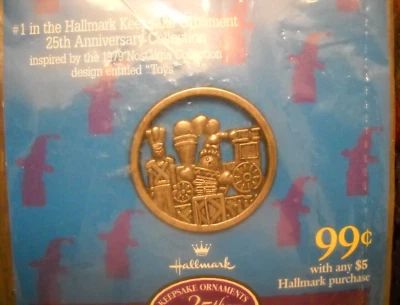 #1 in the Hallmark Keepsake Ornament
25th Anniversary Collection
inspired by the 1979 Nostalgia Collection
design entitled "Toys"
99¢
with any $5
Hallmark purchase
Hallmark
KEEPSAKE ORNAMENTS
25th